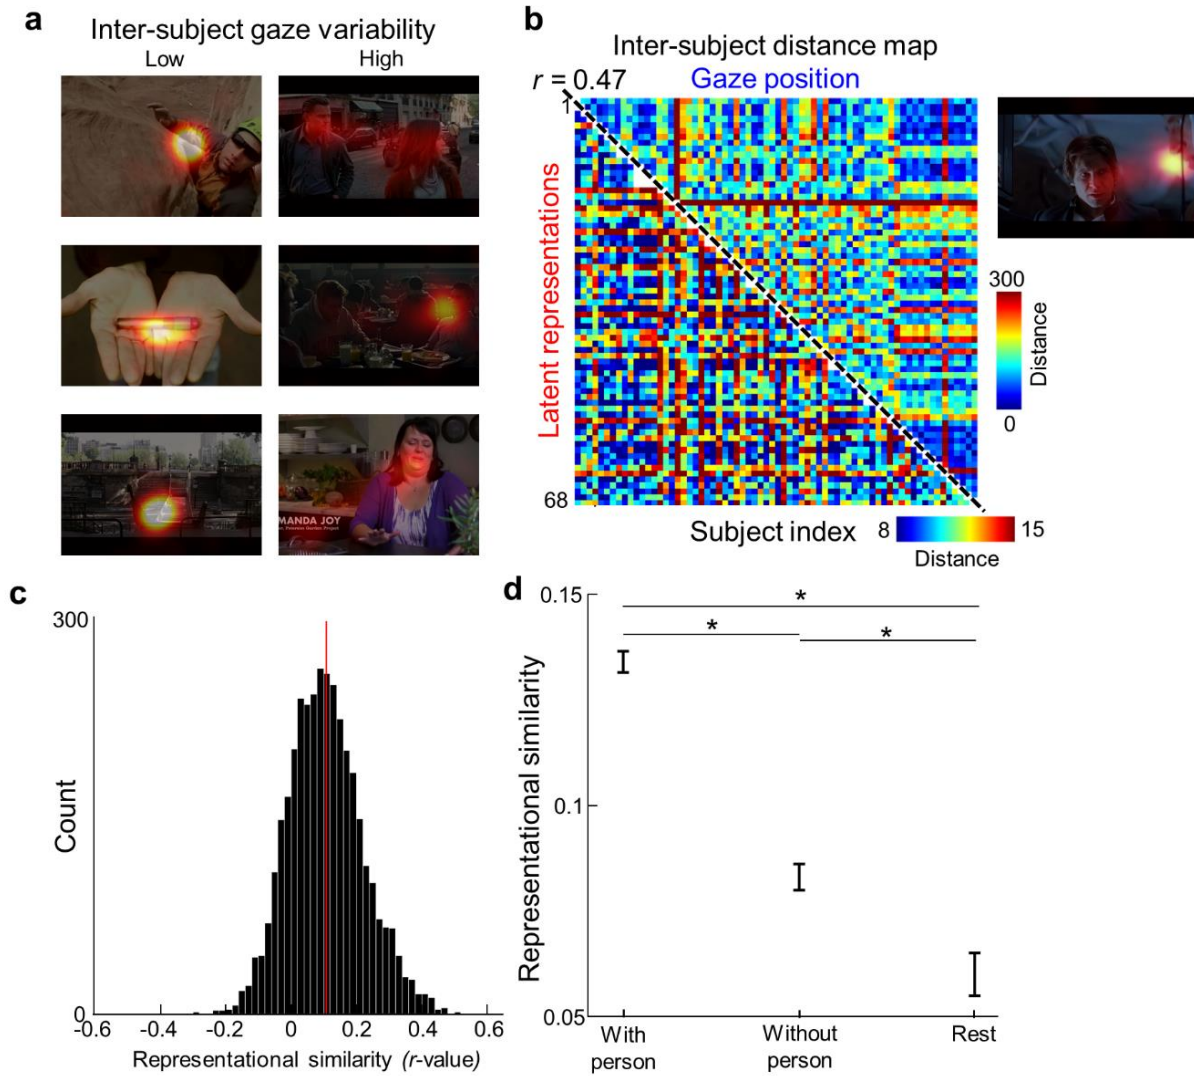 a
Inter-subject gaze variability
Low
High
MANDA JOY
b
Inter-subject distance map
r = 0.47
Gaze position
1
Latent representations
68
Subject index
8
15
Distance
300
Distance
0
c
300
Count
0
-0.6
-0.4
-0.2
0
0.2
0.4
0.6
Representational similarity (r-value)
d
0.15
0.1
0.05
Representational similarity
*
*
*
With
person
Without
person
Rest